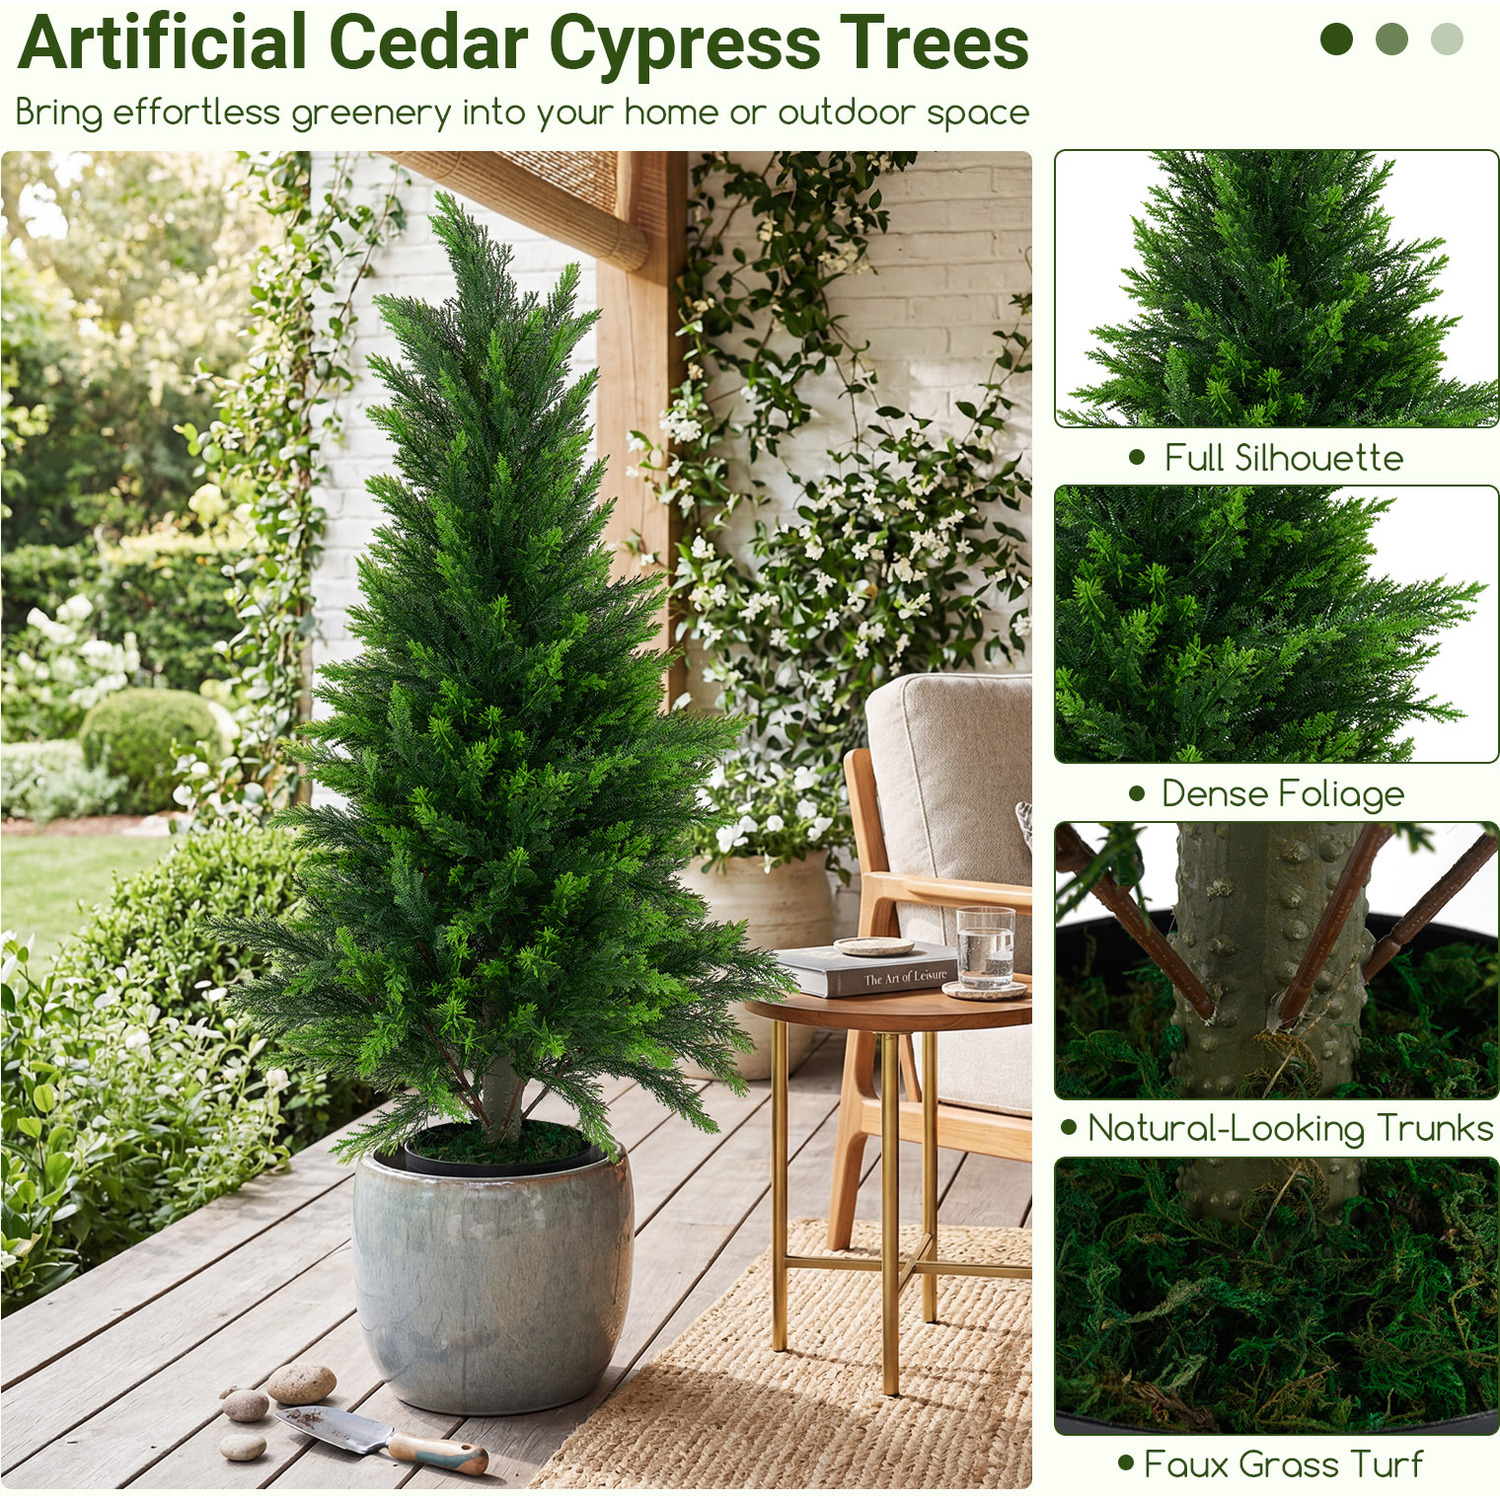 Artificial Cedar Cypress Trees
Bring effortless greenery into your home or outdoor space
The Art of Leisure
• Full Silhouette
• Dense Foliage
• Natural-Looking Trunks
• Faux Grass Turf